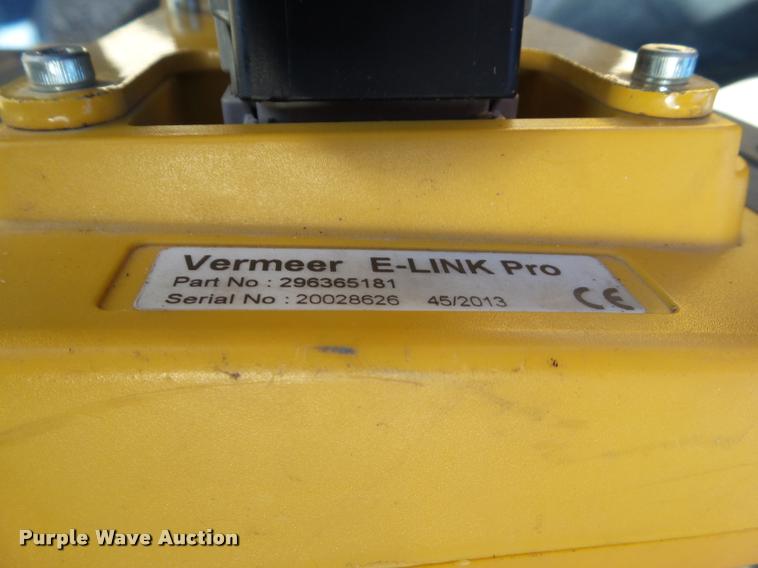 Vermeer E-LINK Pro
Part No : 296365181
Serial No : 20028626 45/2013 CE
Purple Wave Auction